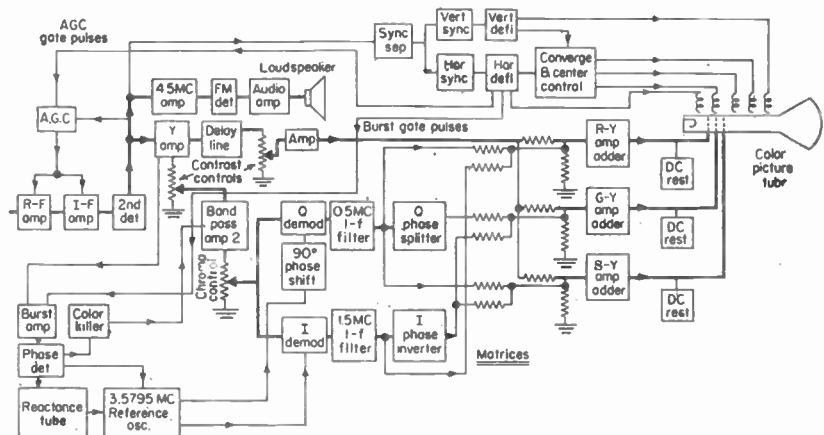 AGC
gate pulses
Sync
sep
Vert
sync
Vert
defl
Hor
sync
Hor
defl
Converge
& center
control
Loudspeaker
4.5MC
amp
FM
det
Audio
amp
A.G.C
Burst gate pulses
Y
amp
Delay
line
Amp
Contrast
controls
R-F
amp
I-F
amp
2nd
det
R-Y
amp
adder
DC
rest
Color picture
tube
Band
pass
amp 2
Q
demod
0.5MC
l-f
filter
Q
phase
splitter
G-Y
amp
adder
DC
rest
90°
phase
shift
Chroma
control
B-Y
amp
adder
DC
rest
Burst
amp
Color
killer
I
demod
1.5MC
l-f
filter
I
phase
inverter
Matrices
Phase
det
Reactance
tube
3.5795 MC
Reference
osc.